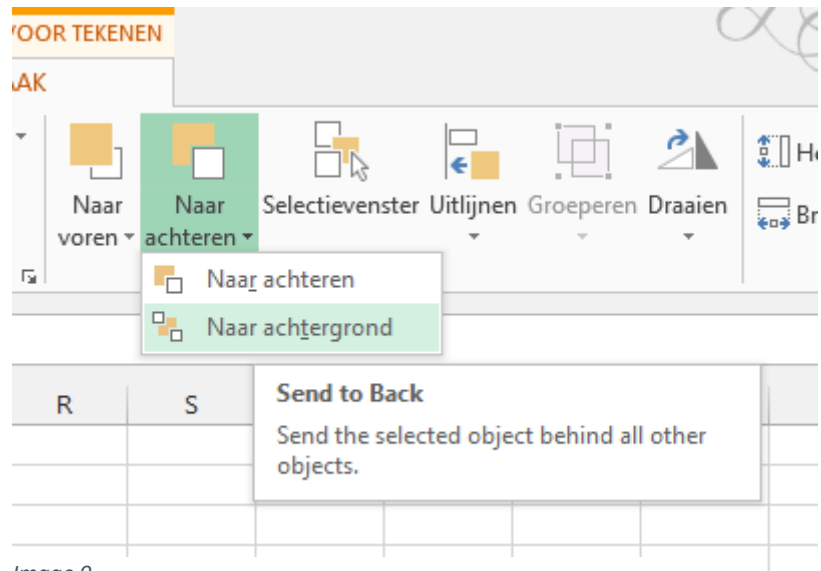 VOOR TEKENEN
AAK
Naar voren
Naar achteren
Selectievenster
Uitlijnen
Groeperen
Draaien
Naar achteren
Naar achtergrond
R
S
Send to Back
Send the selected object behind all other
objects.